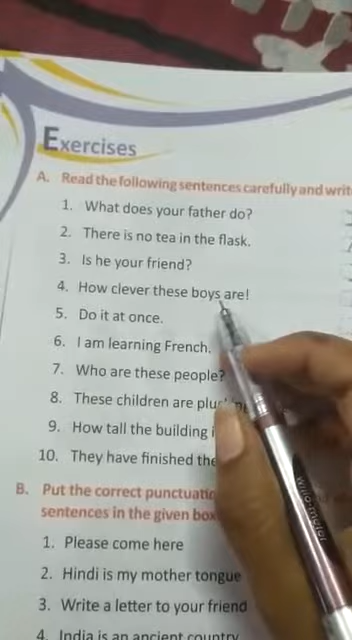 Exercises
A. Read the following sentences carefully and
1. What does your father do?
2. There is no tea in the flask.
3. Is he your friend?
4. How clever these boys are!
5. Do it at once.
6. I am learning French.
7. Who are these people?
8. These children are
9. How tall the building
10. They have finished the
B. Put the correct
sentences in the given
1. Please come here
2. Hindi is my mother tongue
3. Write a letter to your friend
4. India is an ancient country